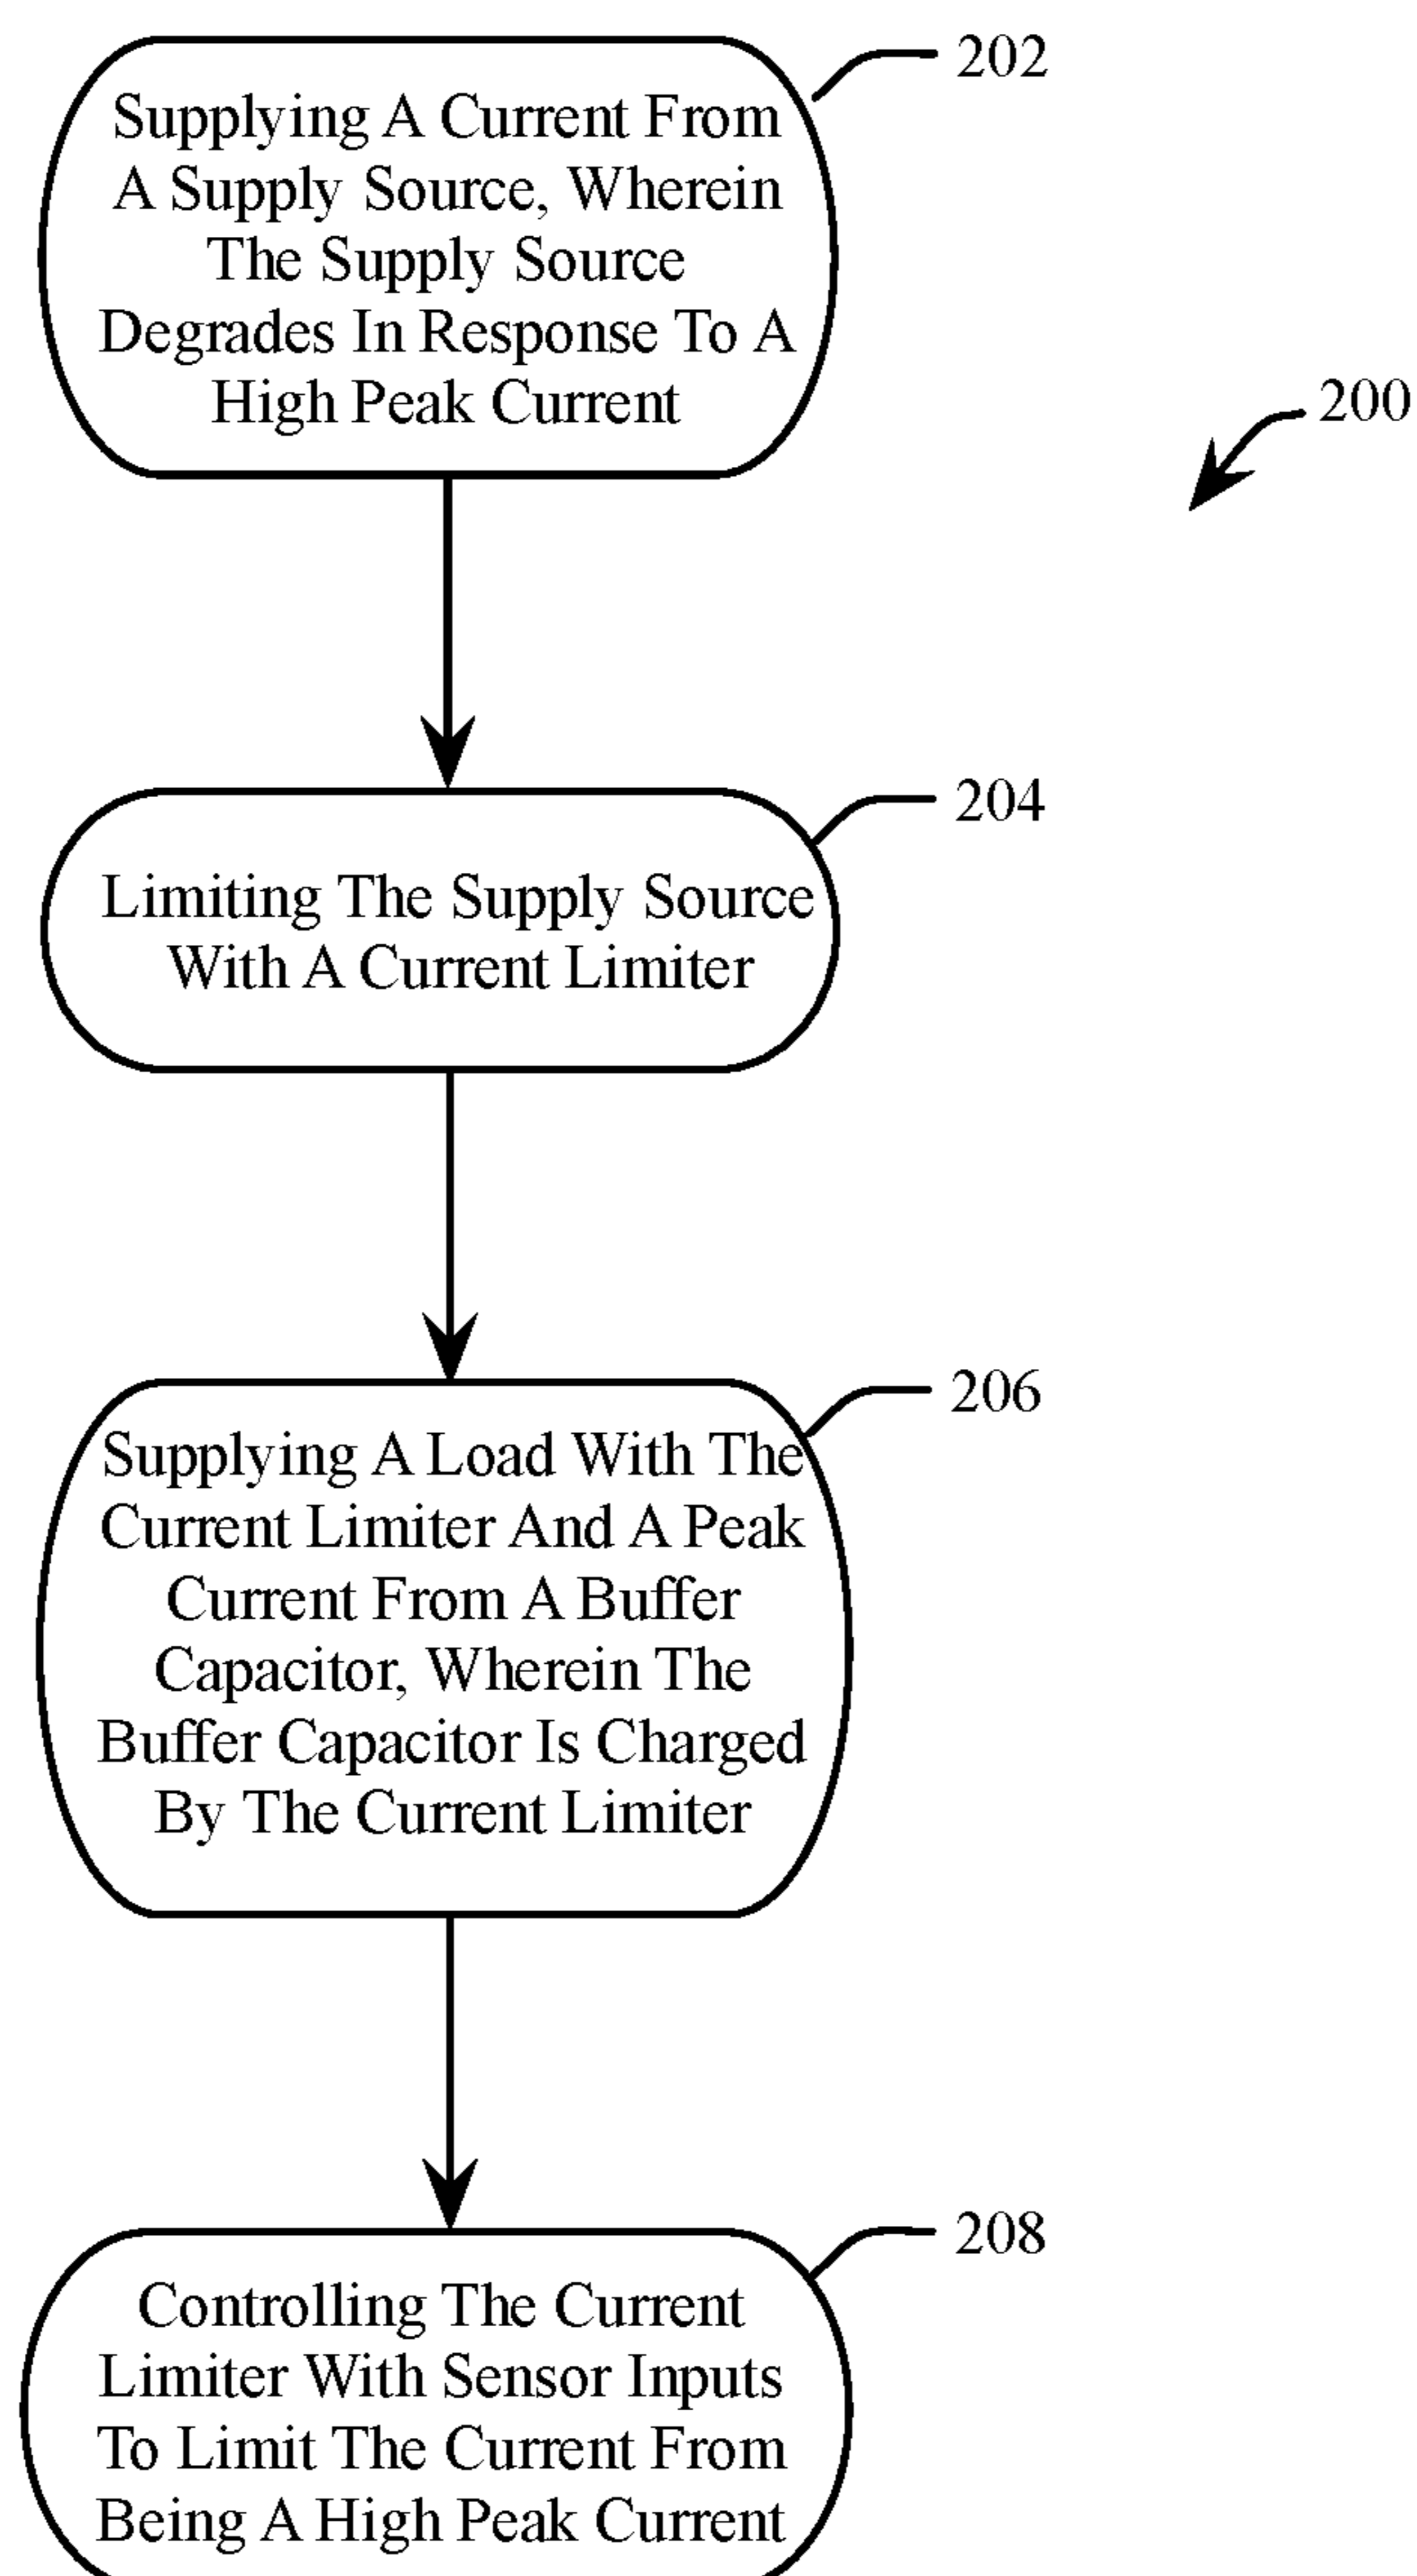 202
Supplying A Current From
A Supply Source, Wherein
The Supply Source
Degrades In Response To A
High Peak Current
200
204
Limiting The Supply Source
With A Current Limiter
206
Supplying A Load With The
Current Limiter And A Peak
Current From A Buffer
Capacitor, Wherein The
Buffer Capacitor Is Charged
By The Current Limiter
208
Controlling The Current
Limiter With Sensor Inputs
To Limit The Current From
Being A High Peak Current